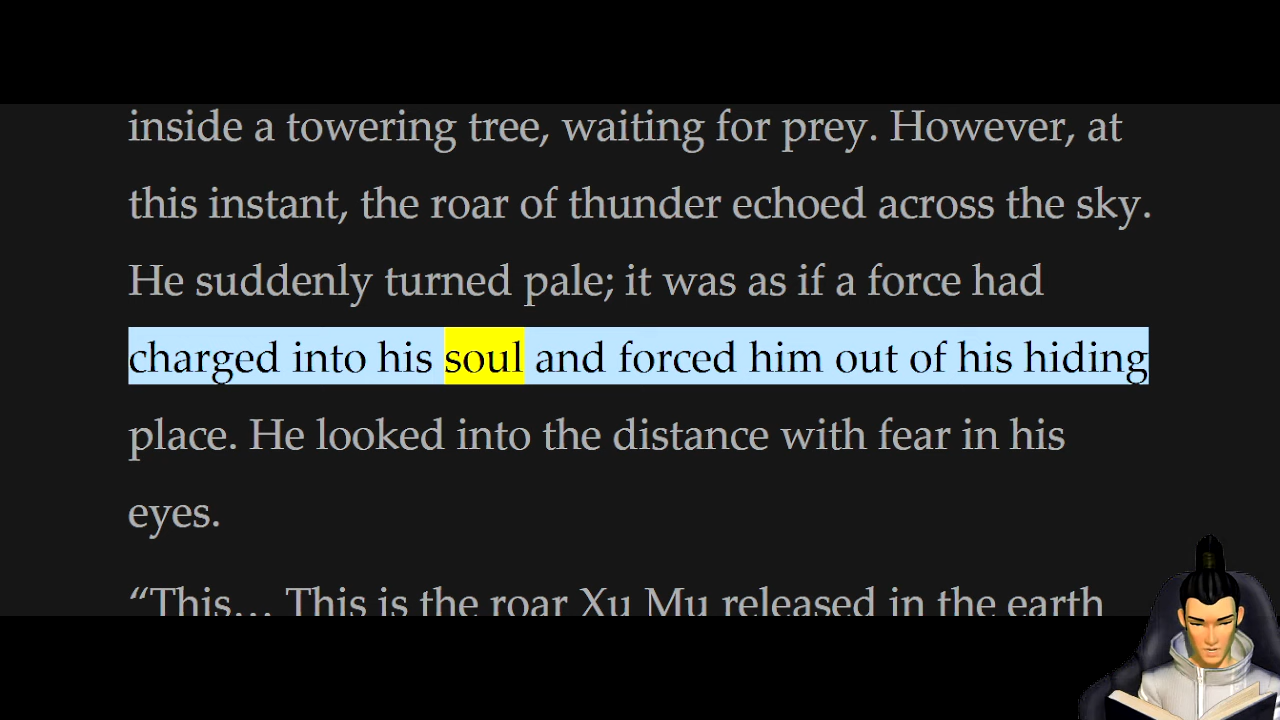 inside a towering tree, waiting for prey. However, at
this instant, the roar of thunder echoed across the sky.
He suddenly turned pale; it was as if a force had
charged into his soul and forced him out of his hiding
place. He looked into the distance with fear in his
eyes.
“This… This is the roar Xu Mu released in the earth